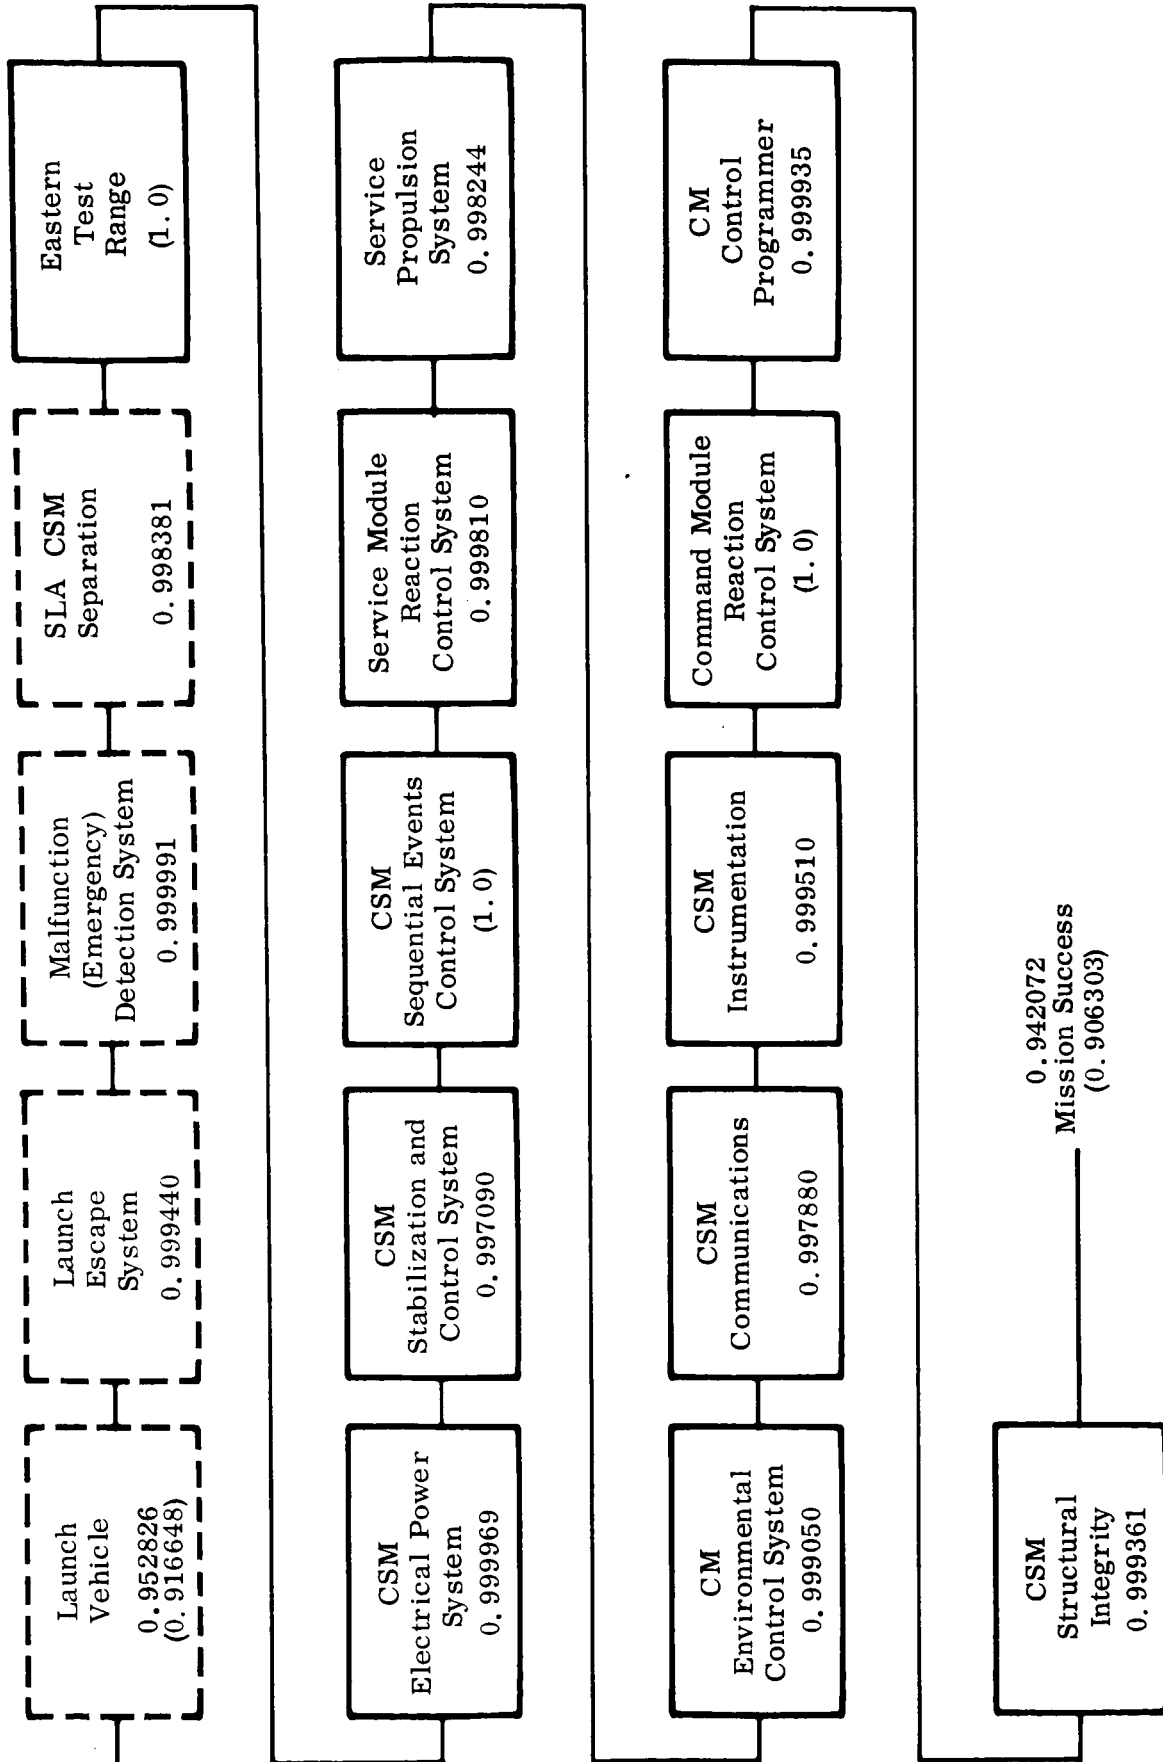 Launch
Vehicle
0.952826
(0.916648)
Launch
Escape
System
0.999440
Malfunction
(Emergency)
Detection System
0.999991
SLA CSM
Separation
0.998381
Eastern
Test
Range
(1.0)
CSM
Electrical Power
System
0.999969
CSM
Stabilization and
Control System
0.997090
CSM
Sequential Events
Control System
(1.0)
Service Module
Reaction
Control System
0.999810
Service
Propulsion
System
0.998244
CM
Environmental
Control System
0.999050
CSM
Communications
0.997880
CSM
Instrumentation
0.999510
Command Module
Reaction
Control System
(1.0)
CM
Control
Programmer
0.999935
CSM
Structural
Integrity
0.999361
0.942072
Mission Success
(0.906303)